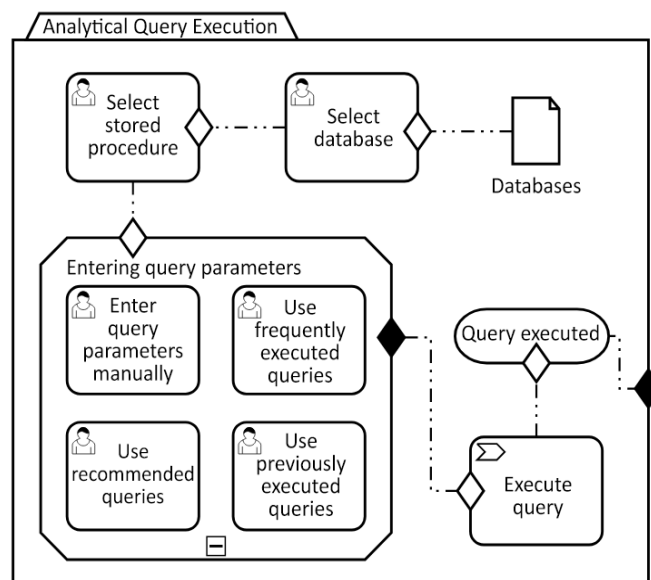 Analytical Query Execution
Select
stored
procedure
Select
database
Databases
Entering query parameters
Enter
query
parameters
manually
Use
frequently
executed
queries
Use
recommended
queries
Use
previously
executed
queries
Query executed
Execute
query